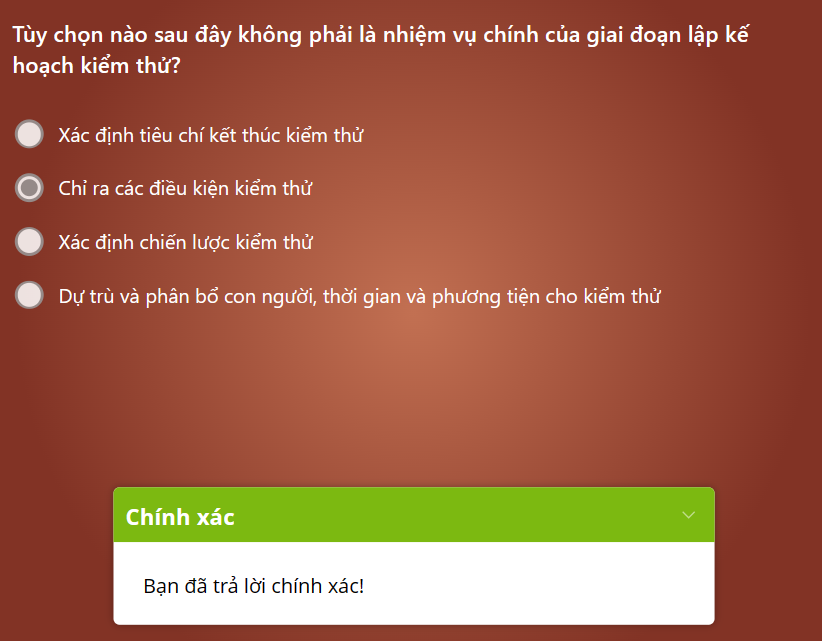 Tùy chọn nào sau đây không phải là nhiệm vụ chính của giai đoạn lập kế
hoạch kiểm thử?
Xác định tiêu chí kết thúc kiểm thử
Chỉ ra các điều kiện kiểm thử
Xác định chiến lược kiểm thử
Dự trù và phân bổ con người, thời gian và phương tiện cho kiểm thử
Chính xác
Bạn đã trả lời chính xác!